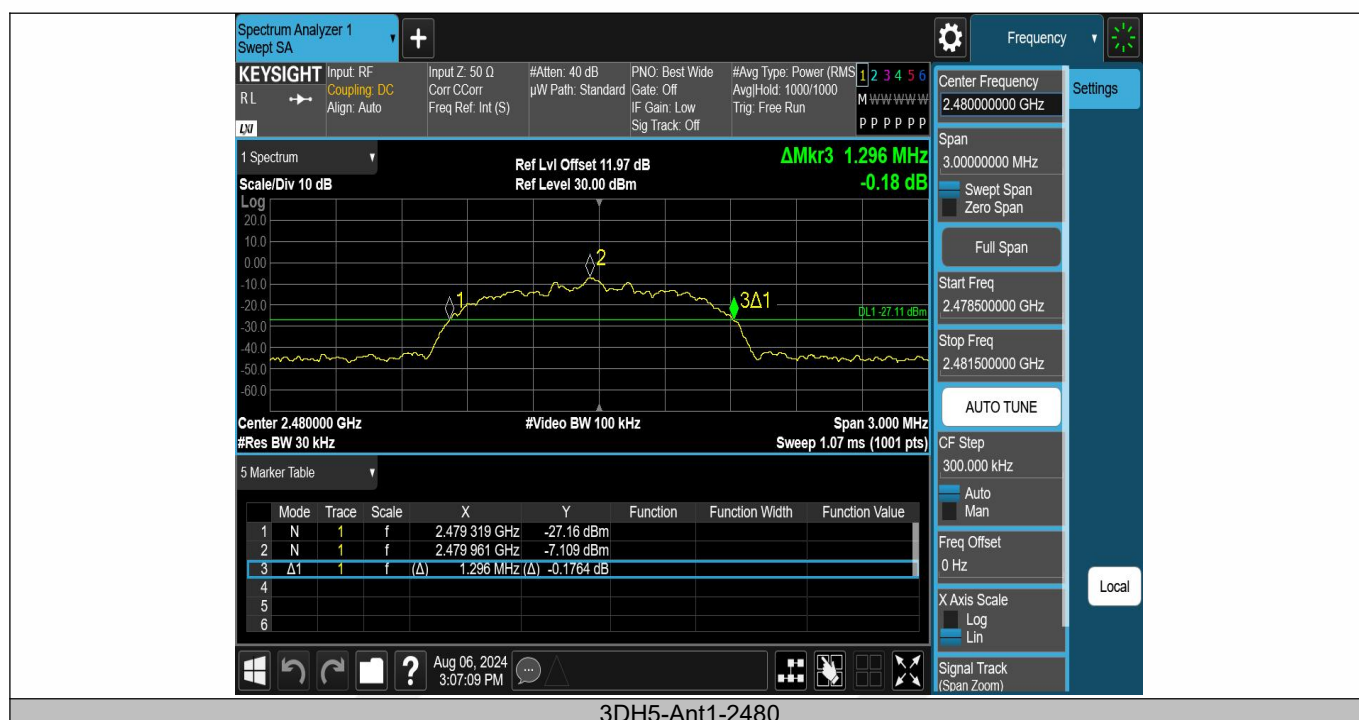 Spectrum Analyzer 1
Swept SA
+
Frequency
KEYSIGHT
RL
LXI
Input: RF
Coupling: DC
Align: Auto
Input Z: 50 Ω
Corr CCorr
Freq Ref: Int (S)
#Atten: 40 dB
µW Path: Standard
PNO: Best Wide
Gate: Off
IF Gain: Low
Sig Track: Off
#Avg Type: Power (RMS
Avg|Hold: 1000/1000
Trig: Free Run
1 2 3 4 5 6
M W W W W W
P P P P P P
1 Spectrum
Scale/Div 10 dB
Ref Lvl Offset 11.97 dB
Ref Level 30.00 dBm
ΔMkr3 1.296 MHz
-0.18 dB
Log
20.0
10.0
0.00
-10.0
-20.0
-30.0
-40.0
-50.0
-60.0
1
2
3Δ1
DL1 -27.11 dBm
Center 2.480000 GHz
#Video BW 100 kHz
Span 3.000 MHz
#Res BW 30 kHz
Sweep 1.07 ms (1001 pts)
5 Marker Table
Mode Trace Scale X Y Function Function Width Function Value
1 N 1 f 2.479 319 GHz -27.16 dBm
2 N 1 f 2.479 961 GHz -7.109 dBm
3 Δ1 1 f (Δ) 1.296 MHz (Δ) -0.1764 dB
4
5
6
?
Aug 06, 2024
3:07:09 PM
Center Frequency
2.480000000 GHz
Settings
Span
3.00000000 MHz
Swept Span
Zero Span
Full Span
Start Freq
2.478500000 GHz
Stop Freq
2.481500000 GHz
AUTO TUNE
CF Step
300.000 kHz
Auto
Man
Freq Offset
0 Hz
Local
X Axis Scale
Log
Lin
Signal Track
(Span Zoom)
3DH5-Ant1-2480